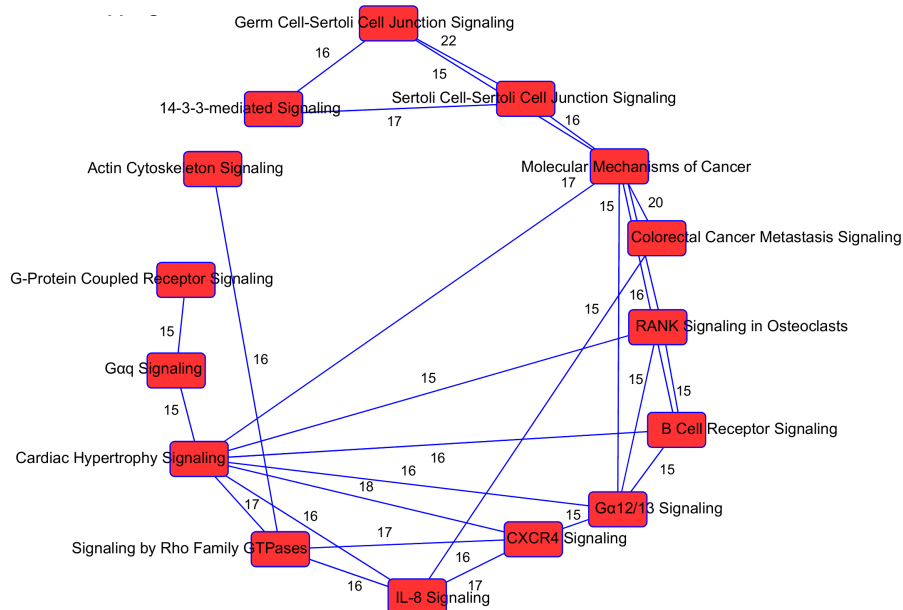 Germ Cell-Sertoli Cell Junction Signaling
22
16
15
Sertoli Cell-Sertoli Cell Junction Signaling
14-3-3-mediated Signaling
17
16
Actin Cytoskeleton Signaling
Molecular Mechanisms of Cancer
17
15
20
Colorectal Cancer Metastasis Signaling
G-Protein Coupled Receptor Signaling
16
15
RANK Signaling in Osteoclasts
15
16
Gαq Signaling
15
15
15
15
B Cell Receptor Signaling
Cardiac Hypertrophy Signaling
16
16
15
18
17
Gα12/13 Signaling
16
15
17
CXCR4 Signaling
Signaling by Rho Family GTPases
16
16
17
IL-8 Signaling